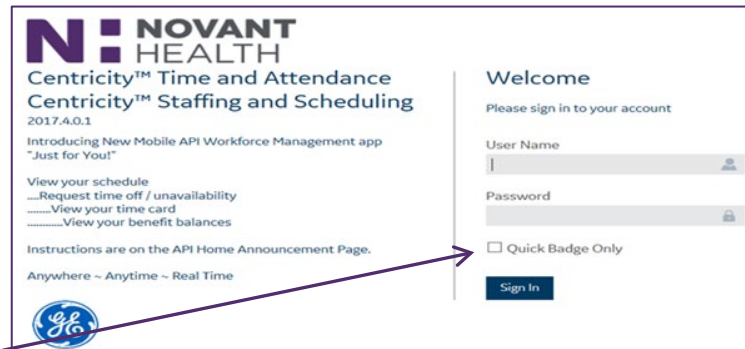 N:
NOVANT
HEALTH
Centricity™ Time and Attendance
Centricity™ Staffing and Scheduling
2017.4.0.1
Introducing New Mobile API Workforce Management app
"Just for You!"
View your schedule
....Request time off / unavailability
........View your time card
............View your benefit balances
Instructions are on the API Home Announcement Page.
Anywhere ~ Anytime ~ Real Time
GE
Welcome
Please sign in to your account
User Name
Password
Quick Badge Only
Sign In